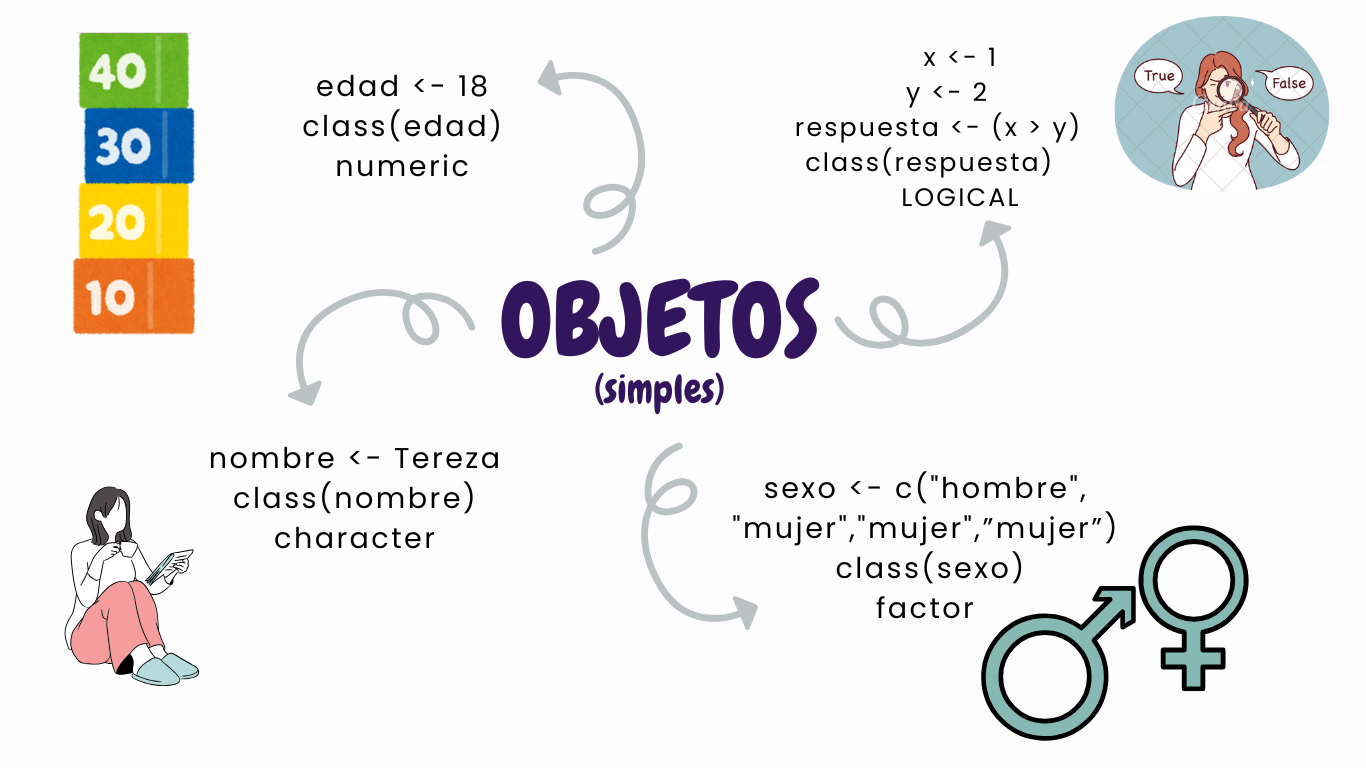 40
30
20
10
edad <- 18
class(edad)
numeric
x <- 1
y <- 2
respuesta <- (x > y)
class(respuesta)
LOGICAL
True
False
OBJETOS
(simples)
nombre <- Tereza
class(nombre)
character
sexo <- c("hombre",
"mujer","mujer",”mujer”)
class(sexo)
factor